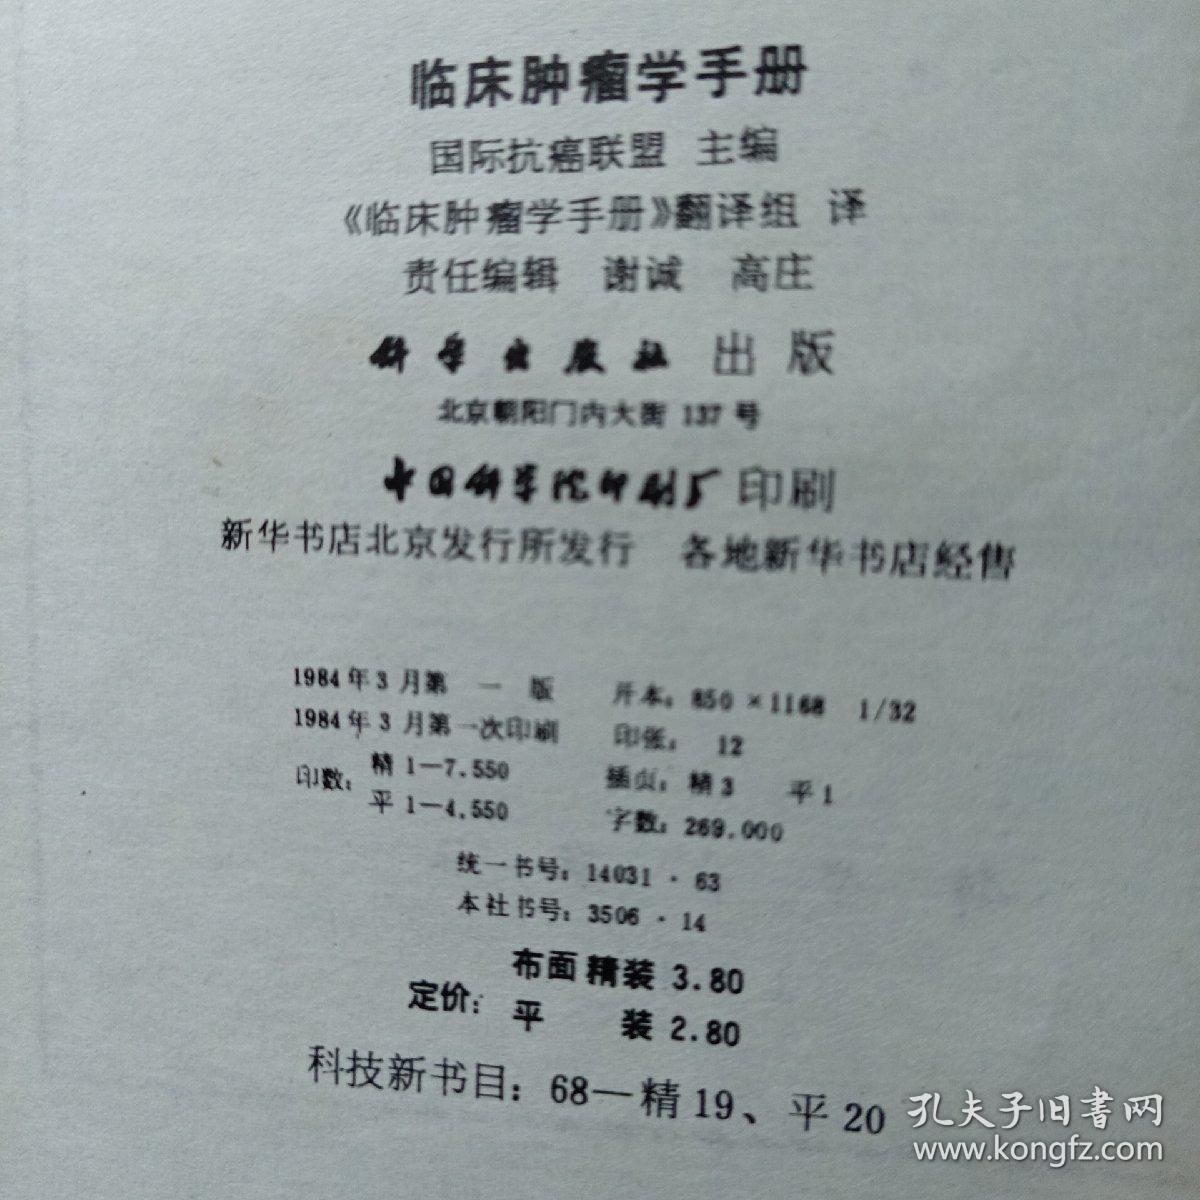 临床肿瘤学手册
国际抗癌联盟 主编
《临床肿瘤学手册》翻译组 译
责任编辑 谢诚 高庄
科学出版社 出版
北京朝阳门内大街 137 号
中国科学院印刷厂 印刷
新华书店北京发行所发行 各地新华书店经售
1984年3月第一版 开本：850×1168 1/32
1984年3月第一次印刷 印张：12
印数：精 1—7,550 插页：精3 平1
平 1—4,550 字数：269,000
统一书号：14031·63
本社书号：3506·14
定价：布面精装 3.80
平装 2.80
科技新书目：68—精19、平20
孔夫子旧书网
www.kongfz.com